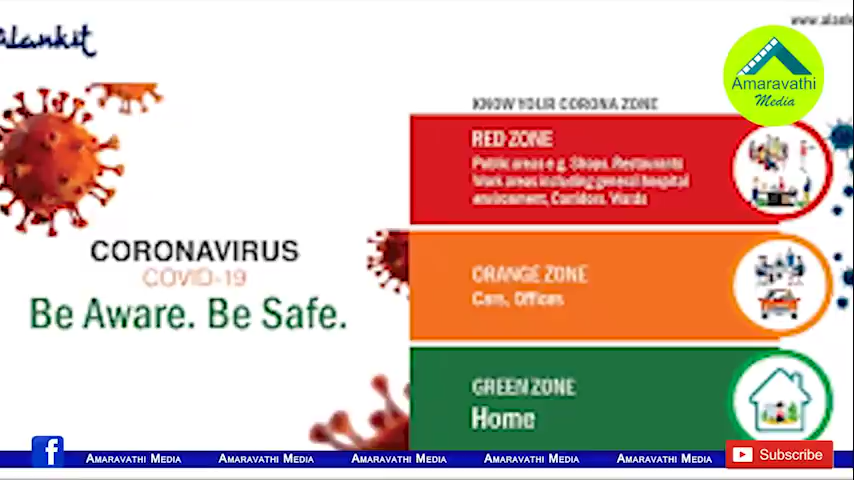 alankit
www.alank
Amaravathi
Media
KNOW YOUR CORONA ZONE
RED ZONE
Public areas e.g. Shops, Restaurants
Work areas including general hospital
environment, Corridors, Wards
CORONAVIRUS
COVID-19
Be Aware. Be Safe.
ORANGE ZONE
Cars, Offices
GREEN ZONE
Home
f
AMARAVATHI MEDIA AMARAVATHI MEDIA AMARAVATHI MEDIA AMARAVATHI MEDIA AMARAVATHI MEDIA
Subscribe